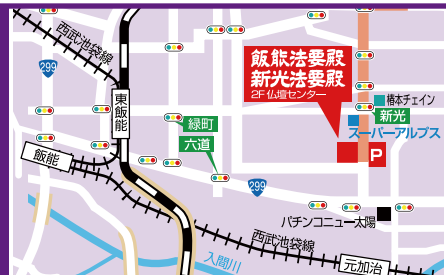 西武池袋線
299
飯能法要殿
新光法要殿
2F 仏壇センター
椿本チェイン
新光
スーパーアルプス
P
東飯能
緑町
六道
飯能
299
パチンコニュー太陽
西武池袋線
元加治
入間川